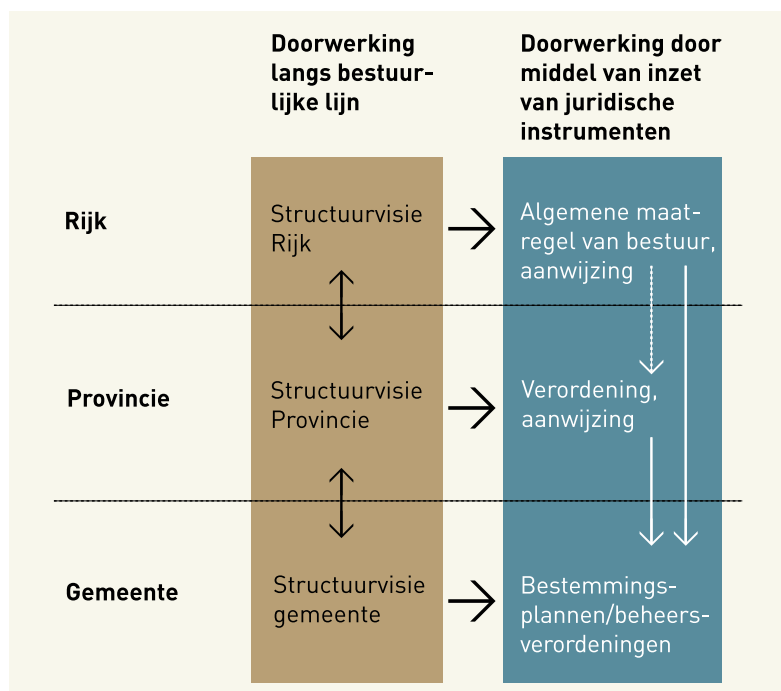 Doorwerking
langs bestuur-
lijke lijn
Doorwerking door
middel van inzet
van juridische
instrumenten
Rijk
Structuurvisie
Rijk
Algemene maat-
regel van bestuur,
aanwijzing
Provincie
Structuurvisie
Provincie
Verordening,
aanwijzing
Gemeente
Structuurvisie
gemeente
Bestemmings-
plannen/beheers-
verordeningen